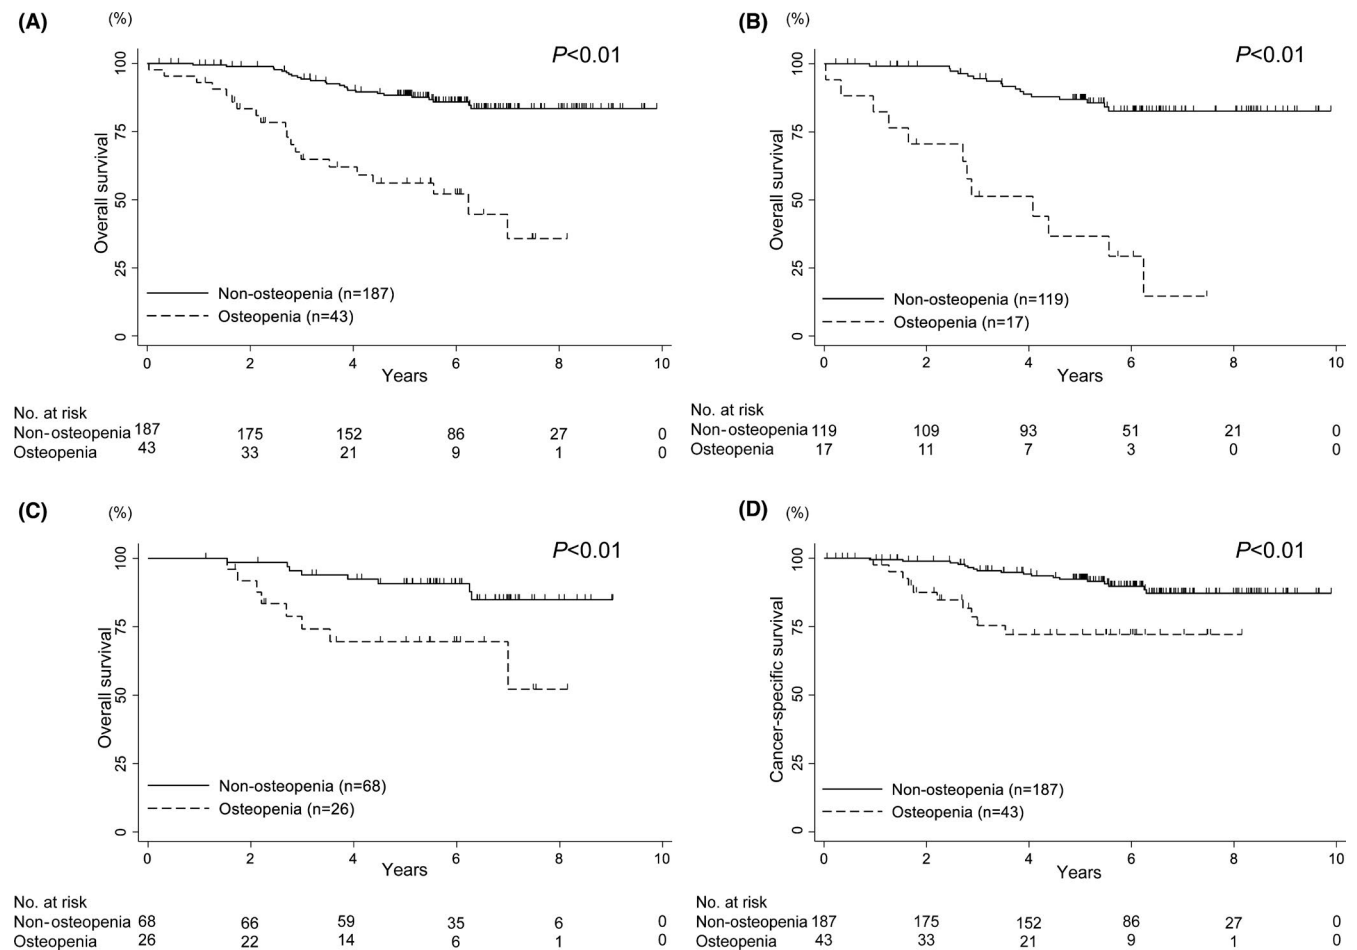 (A)
(%)
P<0.01
100
75
50
25
0
Overall survival
Non-osteopenia (n=187)
Osteopenia (n=43)
0 2 4 6 8 10
Years
No. at risk
Non-osteopenia 187 175 152 86 27 0
Osteopenia 43 33 21 9 1 0
(B)
(%)
P<0.01
100
75
50
25
0
Overall survival
Non-osteopenia (n=119)
Osteopenia (n=17)
0 2 4 6 8 10
Years
No. at risk
Non-osteopenia 119 109 93 51 21 0
Osteopenia 17 11 7 3 0 0
(C)
(%)
P<0.01
100
75
50
25
0
Overall survival
Non-osteopenia (n=68)
Osteopenia (n=26)
0 2 4 6 8 10
Years
No. at risk
Non-osteopenia 68 66 59 35 6 0
Osteopenia 26 22 14 6 1 0
(D)
(%)
P<0.01
100
75
50
25
0
Cancer-specific survival
Non-osteopenia (n=187)
Osteopenia (n=43)
0 2 4 6 8 10
Years
No. at risk
Non-osteopenia 187 175 152 86 27 0
Osteopenia 43 33 21 9 1 0